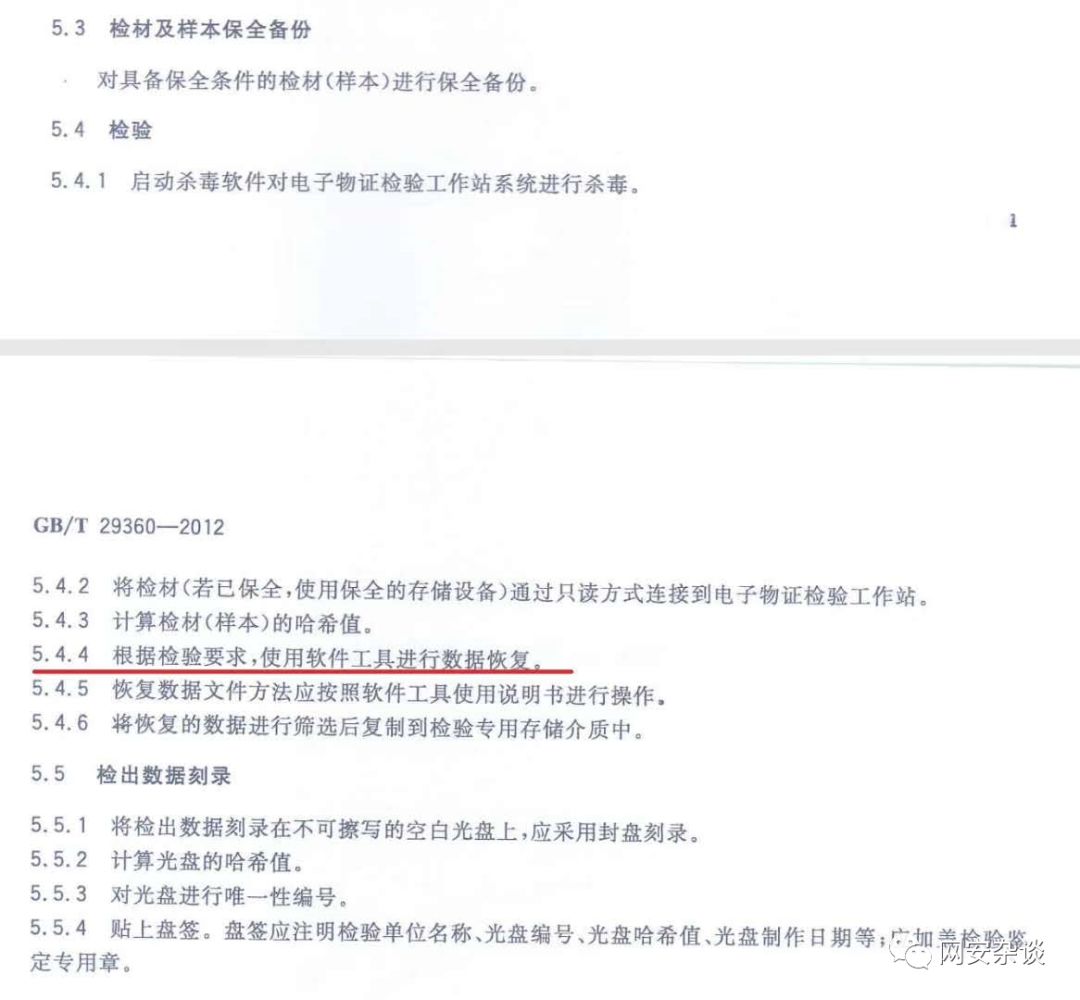 5.3 检材及样本保全备份
对具备保全条件的检材(样本)进行保全备份。
5.4 检验
5.4.1 启动杀毒软件对电子物证检验工作站系统进行杀毒。
1
GB/T 29360—2012
5.4.2 将检材(若已保全,使用保全的存储设备)通过只读方式连接到电子物证检验工作站。
5.4.3 计算检材(样本)的哈希值。
5.4.4 根据检验要求,使用软件工具进行数据恢复。
5.4.5 恢复数据文件方法应按照软件工具使用说明书进行操作。
5.4.6 将恢复的数据进行筛选后复制到检验专用存储介质中。
5.5 检出数据刻录
5.5.1 将检出数据刻录在不可擦写的空白光盘上,应采用封盘刻录。
5.5.2 计算光盘的哈希值。
5.5.3 对光盘进行唯一性编号。
5.5.4 贴上盘签。盘签应注明检验单位名称、光盘编号、光盘哈希值、光盘制作日期等;应加盖检验鉴
定专用章。
网安杂谈